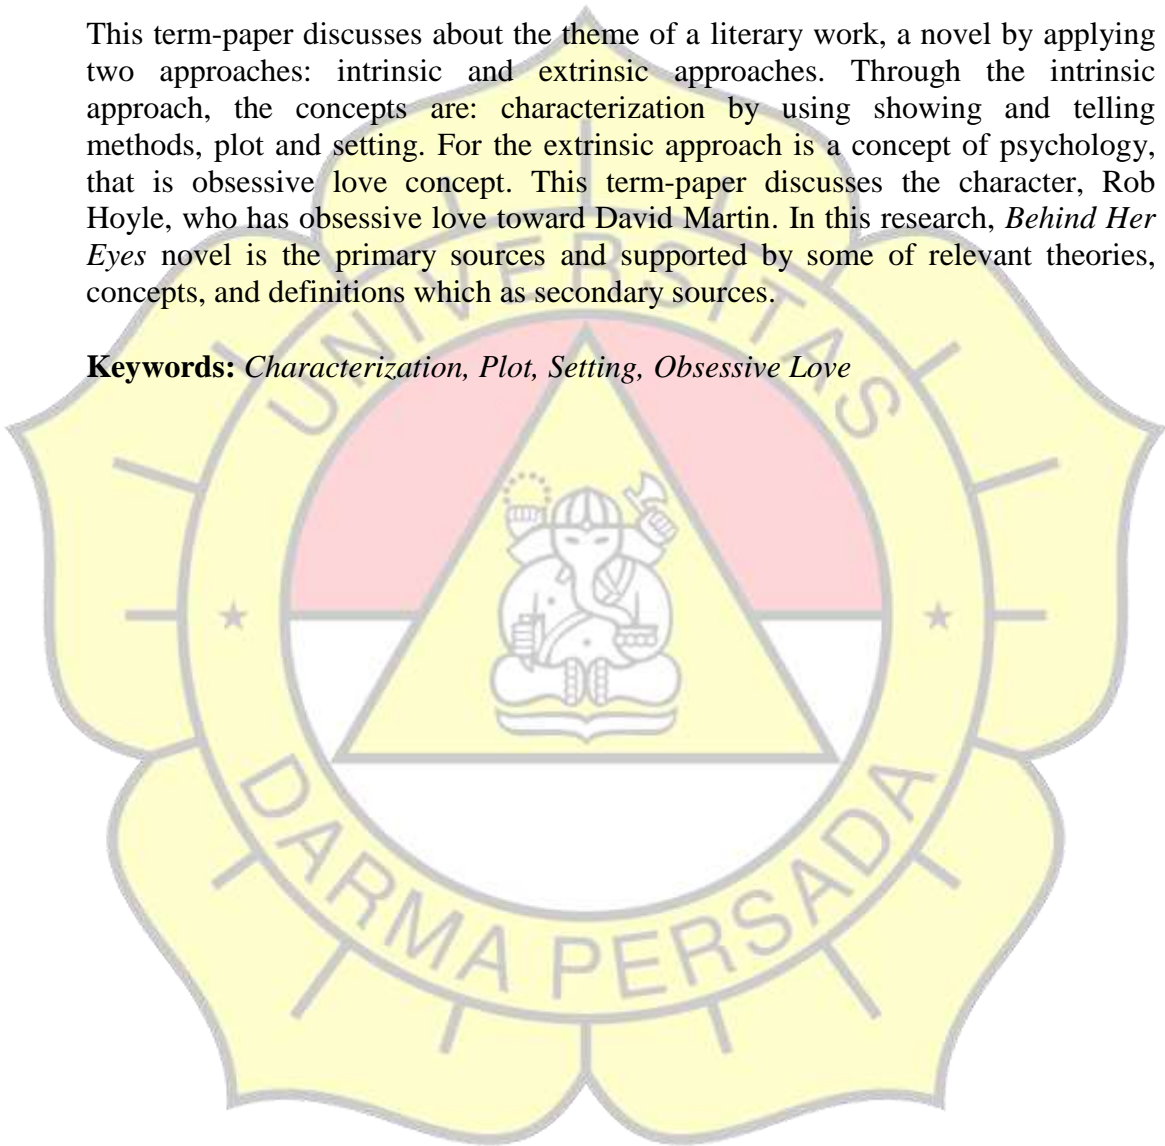 This term-paper discusses about the theme of a literary work, a novel by applying
two approaches: intrinsic and extrinsic approaches. Through the intrinsic
approach, the concepts are: characterization by using showing and telling
methods, plot and setting. For the extrinsic approach is a concept of psychology,
that is obsessive love concept. This term-paper discusses the character, Rob
Hoyle, who has obsessive love toward David Martin. In this research, Behind Her
Eyes novel is the primary sources and supported by some of relevant theories,
concepts, and definitions which as secondary sources.
Keywords: Characterization, Plot, Setting, Obsessive Love
UNIVERSITAS
DARMA PERSADA